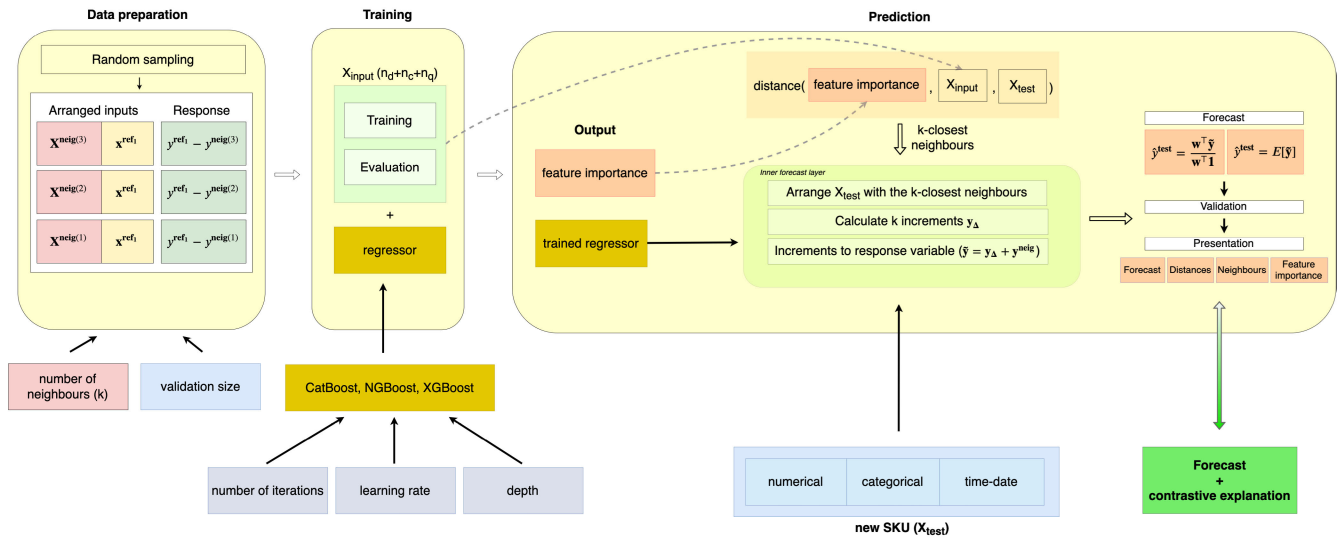 Data preparation
Random sampling
Arranged inputs
Response
X^neig(3)
x^ref₁
y^ref₁ − y^neig(3)
X^neig(2)
x^ref₁
y^ref₁ − y^neig(2)
X^neig(1)
x^ref₁
y^ref₁ − y^neig(1)
number of
neighbours (k)
validation size
Training
X_input (n_d+n_c+n_q)
Training
Evaluation
+
regressor
CatBoost, NGBoost, XGBoost
number of iterations
learning rate
depth
Prediction
Output
feature importance
trained regressor
distance( feature importance , X_input , X_test )
k-closest
neighbours
Inner forecast layer
Arrange X_test with the k-closest neighbours
Calculate k increments y_Δ
Increments to response variable (ỹ = y_Δ + y^neig)
numerical
categorical
time-date
new SKU (X_test)
Forecast
ŷ^test = w^⊤ỹ / w^⊤1
ŷ^test = E[ỹ]
Validation
Presentation
Forecast
Distances
Neighbours
Feature
importance
Forecast
+
contrastive explanation